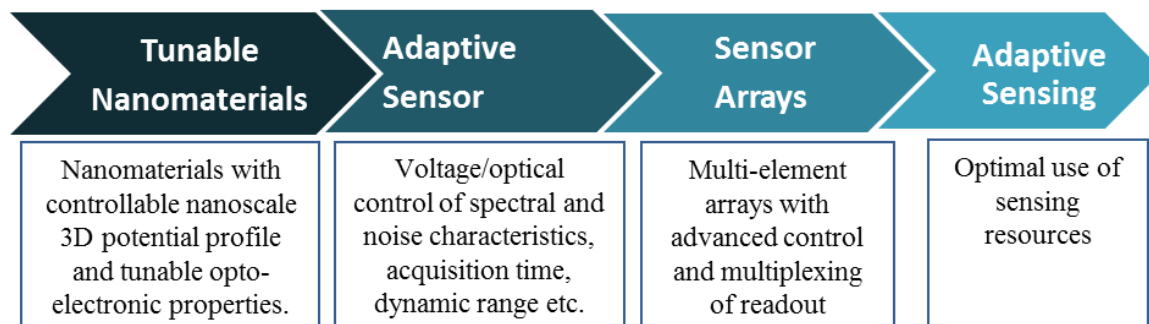 Tunable
Nanomaterials
Adaptive
Sensor
Sensor
Arrays
Adaptive
Sensing
Nanomaterials with
controllable nanoscale
3D potential profile
and tunable opto-
electronic properties.
Voltage/optical
control of spectral and
noise characteristics,
acquisition time,
dynamic range etc.
Multi-element
arrays with
advanced control
and multiplexing
of readout
Optimal use of
sensing
resources